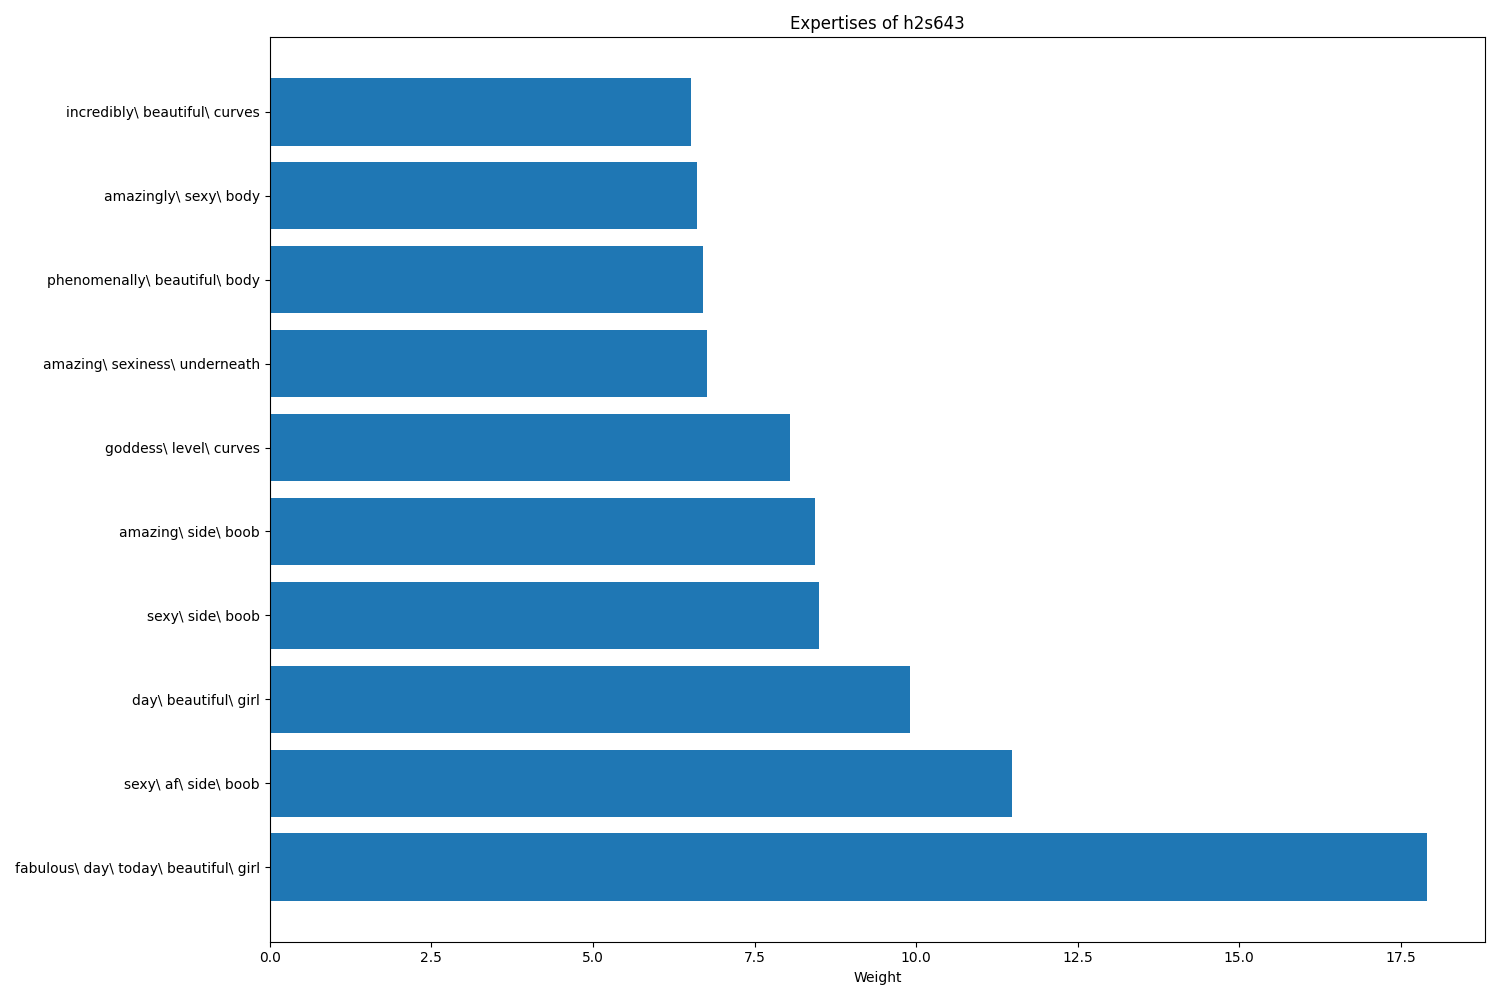 Expertises of h2s643
incredibly\ beautiful\ curves
amazingly\ sexy\ body
phenomenally\ beautiful\ body
amazing\ sexiness\ underneath
goddess\ level\ curves
amazing\ side\ boob
sexy\ side\ boob
day\ beautiful\ girl
sexy\ af\ side\ boob
fabulous\ day\ today\ beautiful\ girl
0.0 2.5 5.0 7.5 10.0 12.5 15.0 17.5
Weight